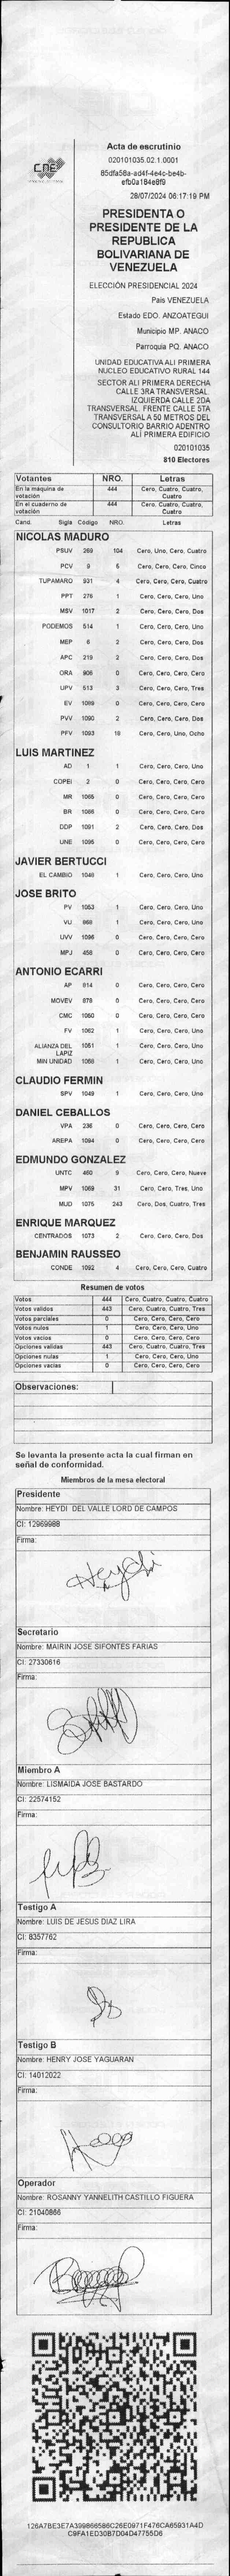 CNE
Acta de escrutinio
020101035.02.1.0001
85dfa58a-ad4f-4e4c-be4b-
efb0a184e8f9
28/07/2024 06:17:19 PM
PRESIDENTA O
PRESIDENTE DE LA
REPUBLICA
BOLIVARIANA DE
VENEZUELA
ELECCIÓN PRESIDENCIAL 2024
País VENEZUELA
Estado EDO. ANZOATEGUI
Municipio MP. ANACO
Parroquia PQ. ANACO
UNIDAD EDUCATIVA ALI PRIMERA
NUCLEO EDUCATIVO RURAL 144
SECTOR ALI PRIMERA DERECHA
CALLE 3RA TRANSVERSAL.
IZQUIERDA CALLE 2DA
TRANSVERSAL. FRENTE CALLE 5TA
TRANSVERSAL A 50 METROS DEL
CONSULTORIO BARRIO ADENTRO
ALÍ PRIMERA EDIFICIO
020101035
810 Electores
Votantes NRO. Letras
En la máquina de votación 444 Cero, Cuatro, Cuatro, Cuatro
En el cuaderno de votación 444 Cero, Cuatro, Cuatro, Cuatro
Cand. Sigla Código NRO. Letras
NICOLAS MADURO
PSUV 269 104 Cero, Uno, Cero, Cuatro
PCV 9 5 Cero, Cero, Cero, Cinco
TUPAMARO 931 4 Cero, Cero, Cero, Cuatro
PPT 276 1 Cero, Cero, Cero, Uno
MSV 1017 2 Cero, Cero, Cero, Dos
PODEMOS 514 1 Cero, Cero, Cero, Uno
MEP 6 2 Cero, Cero, Cero, Dos
APC 219 2 Cero, Cero, Cero, Dos
ORA 906 0 Cero, Cero, Cero, Cero
UPV 513 3 Cero, Cero, Cero, Tres
EV 1089 0 Cero, Cero, Cero, Cero
PVV 1090 2 Cero, Cero, Cero, Dos
PFV 1093 18 Cero, Cero, Uno, Ocho
LUIS MARTINEZ
AD 1 1 Cero, Cero, Cero, Uno
COPEI 2 0 Cero, Cero, Cero, Cero
MR 1065 0 Cero, Cero, Cero, Cero
BR 1066 0 Cero, Cero, Cero, Cero
DDP 1091 2 Cero, Cero, Cero, Dos
UNE 1095 0 Cero, Cero, Cero, Cero
JAVIER BERTUCCI
EL CAMBIO 1046 1 Cero, Cero, Cero, Uno
JOSE BRITO
PV 1053 1 Cero, Cero, Cero, Uno
VU 868 1 Cero, Cero, Cero, Uno
UVV 1096 0 Cero, Cero, Cero, Cero
MPJ 458 0 Cero, Cero, Cero, Cero
ANTONIO ECARRI
AP 814 0 Cero, Cero, Cero, Cero
MOVEV 878 0 Cero, Cero, Cero, Cero
CMC 1050 0 Cero, Cero, Cero, Cero
FV 1062 1 Cero, Cero, Cero, Uno
ALIANZA DEL LAPIZ 1051 1 Cero, Cero, Cero, Uno
MIN UNIDAD 1058 1 Cero, Cero, Cero, Uno
CLAUDIO FERMIN
SPV 1049 1 Cero, Cero, Cero, Uno
DANIEL CEBALLOS
VPA 236 0 Cero, Cero, Cero, Cero
AREPA 1094 0 Cero, Cero, Cero, Cero
EDMUNDO GONZALEZ
UNTC 460 9 Cero, Cero, Cero, Nueve
MPV 1069 31 Cero, Cero, Tres, Uno
MUD 1075 243 Cero, Dos, Cuatro, Tres
ENRIQUE MARQUEZ
CENTRADOS 1073 2 Cero, Cero, Cero, Dos
BENJAMIN RAUSSEO
CONDE 1092 4 Cero, Cero, Cero, Cuatro
Resumen de votos
Votos 444 Cero, Cuatro, Cuatro, Cuatro
Votos validos 443 Cero, Cuatro, Cuatro, Tres
Votos parciales 0 Cero, Cero, Cero, Cero
Votos nulos 1 Cero, Cero, Cero, Uno
Votos vacios 0 Cero, Cero, Cero, Cero
Opciones validas 443 Cero, Cuatro, Cuatro, Tres
Opciones nulas 1 Cero, Cero, Cero, Uno
Opciones vacias 0 Cero, Cero, Cero, Cero
Observaciones:
Se levanta la presente acta la cual firman en
señal de conformidad.
Miembros de la mesa electoral
Presidente
Nombre: HEYDI DEL VALLE LORD DE CAMPOS
CI: 12969988
Firma:
Heydi
Secretario
Nombre: MAIRIN JOSE SIFONTES FARIAS
CI: 27330616
Firma:
Miembro A
Nombre: LISMAIDA JOSE BASTARDO
CI: 22574152
Firma:
Testigo A
Nombre: LUIS DE JESUS DIAZ LIRA
CI: 8357762
Firma:
Testigo B
Nombre: HENRY JOSE YAGUARAN
CI: 14012022
Firma:
Operador
Nombre: ROSANNY YANNELITH CASTILLO FIGUERA
CI: 21040866
Firma:
126A7BE3E7A399866586C26E0971F476CA65931A4D
C9FA1ED30B7D04D47755D6